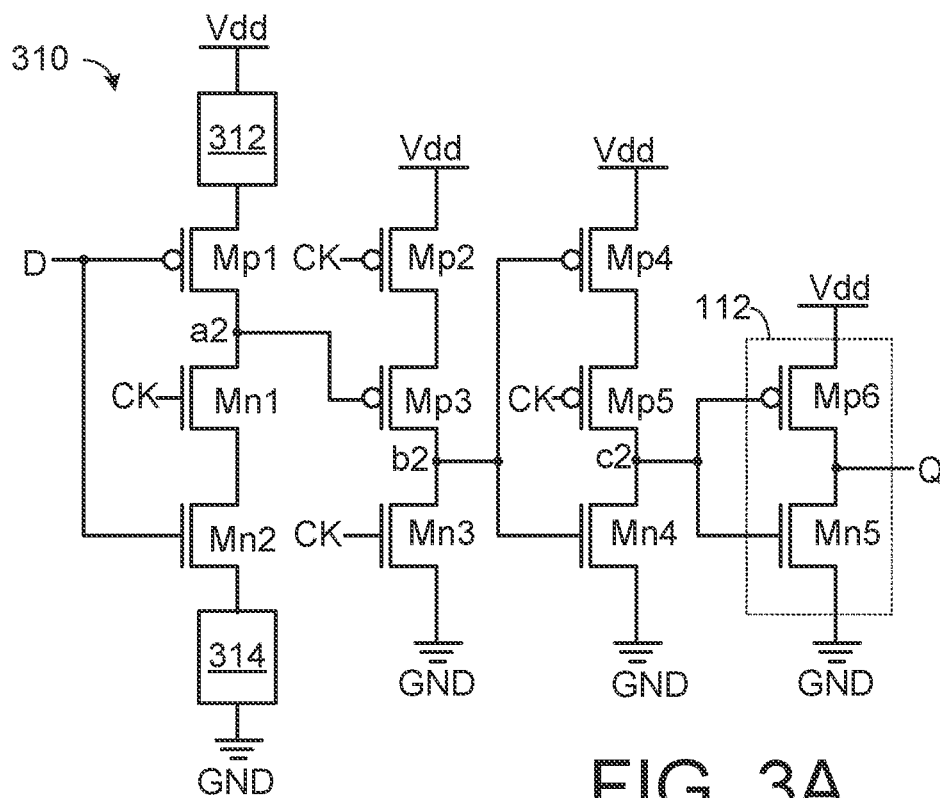 310
Vdd
312
D
Mp1
a2
CK
Mn1
Mn2
314
GND
Vdd
CK
Mp2
Mp3
b2
CK
Mn3
GND
Vdd
Mp4
CK
Mp5
c2
Mn4
GND
112
Vdd
Mp6
Q
Mn5
GND
FIG. 3A